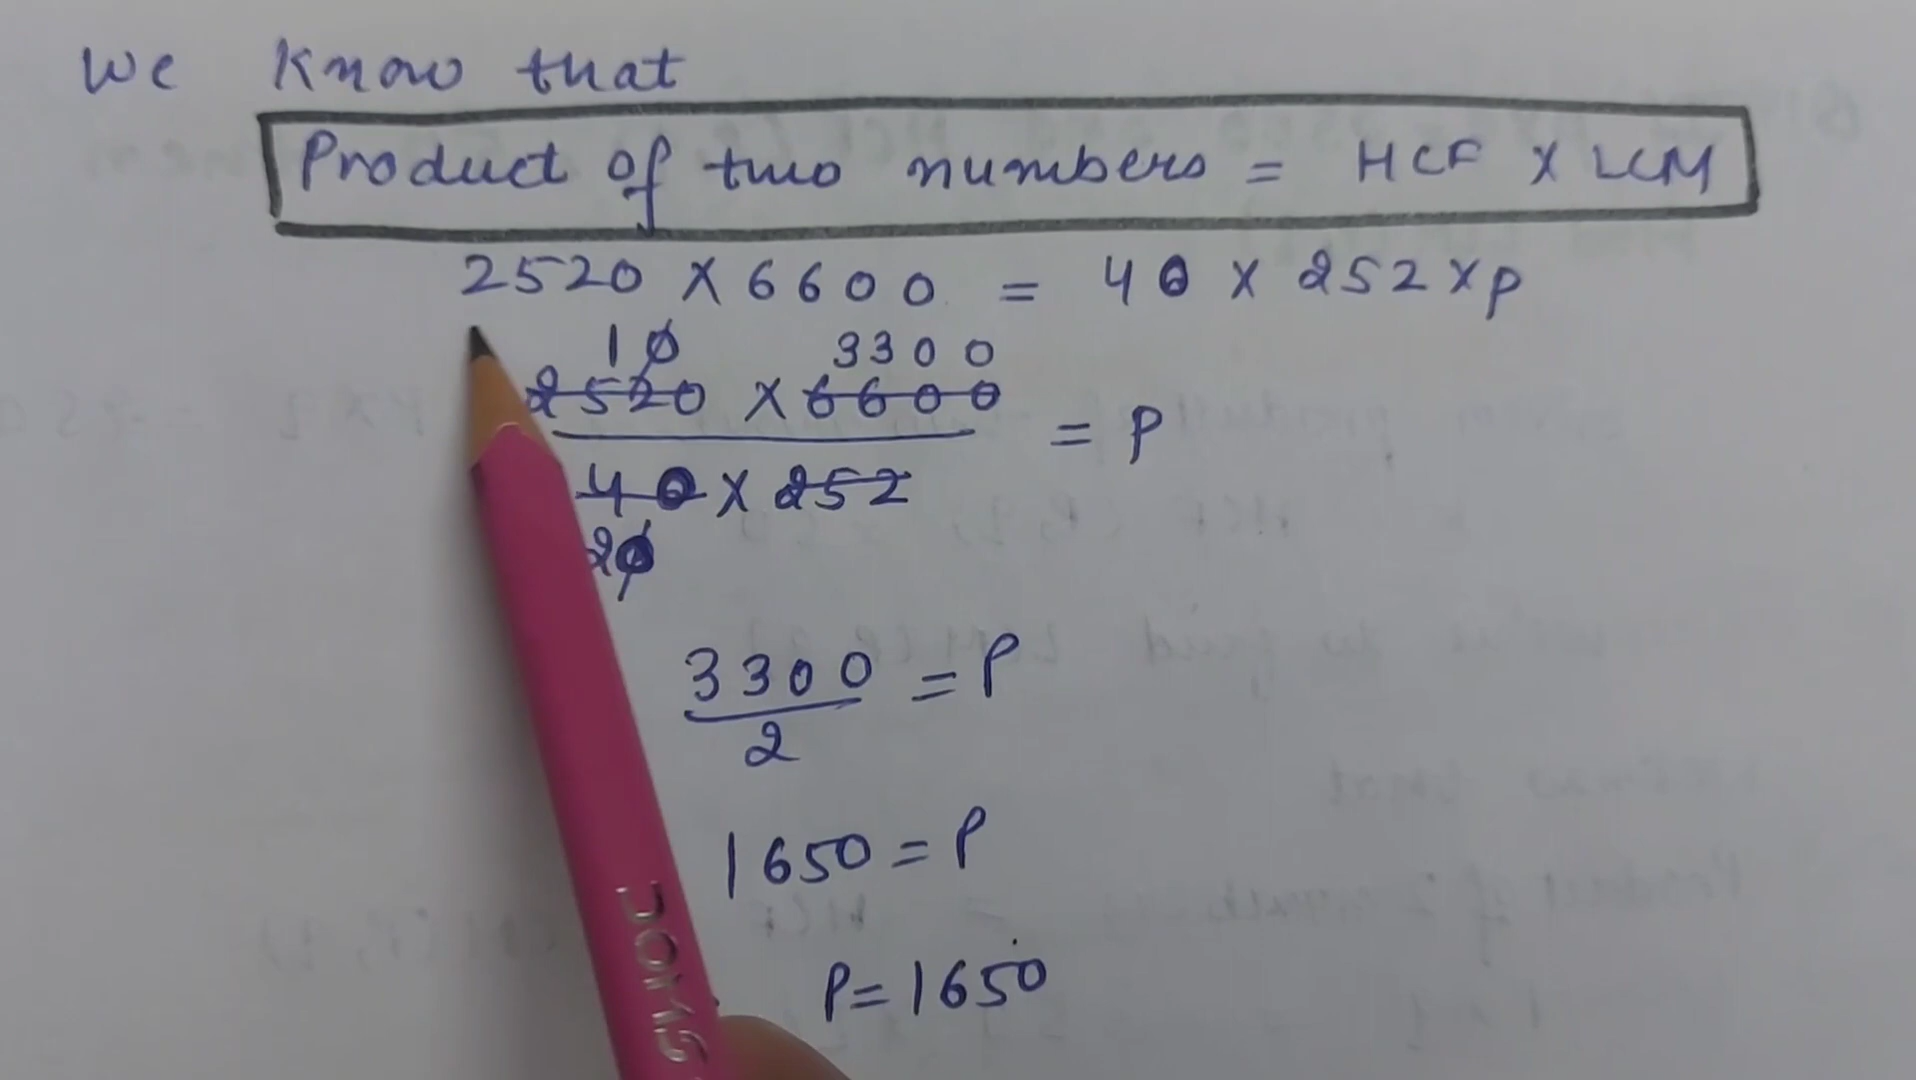 We Know that
Product of two numbers = HCF X LCM
2520 X 6600 = 40 X 252 X P
10 3300
2520 X 6600 = P
40 X 252
20
3300 = P
2
1650 = P
P = 1650
DOMS